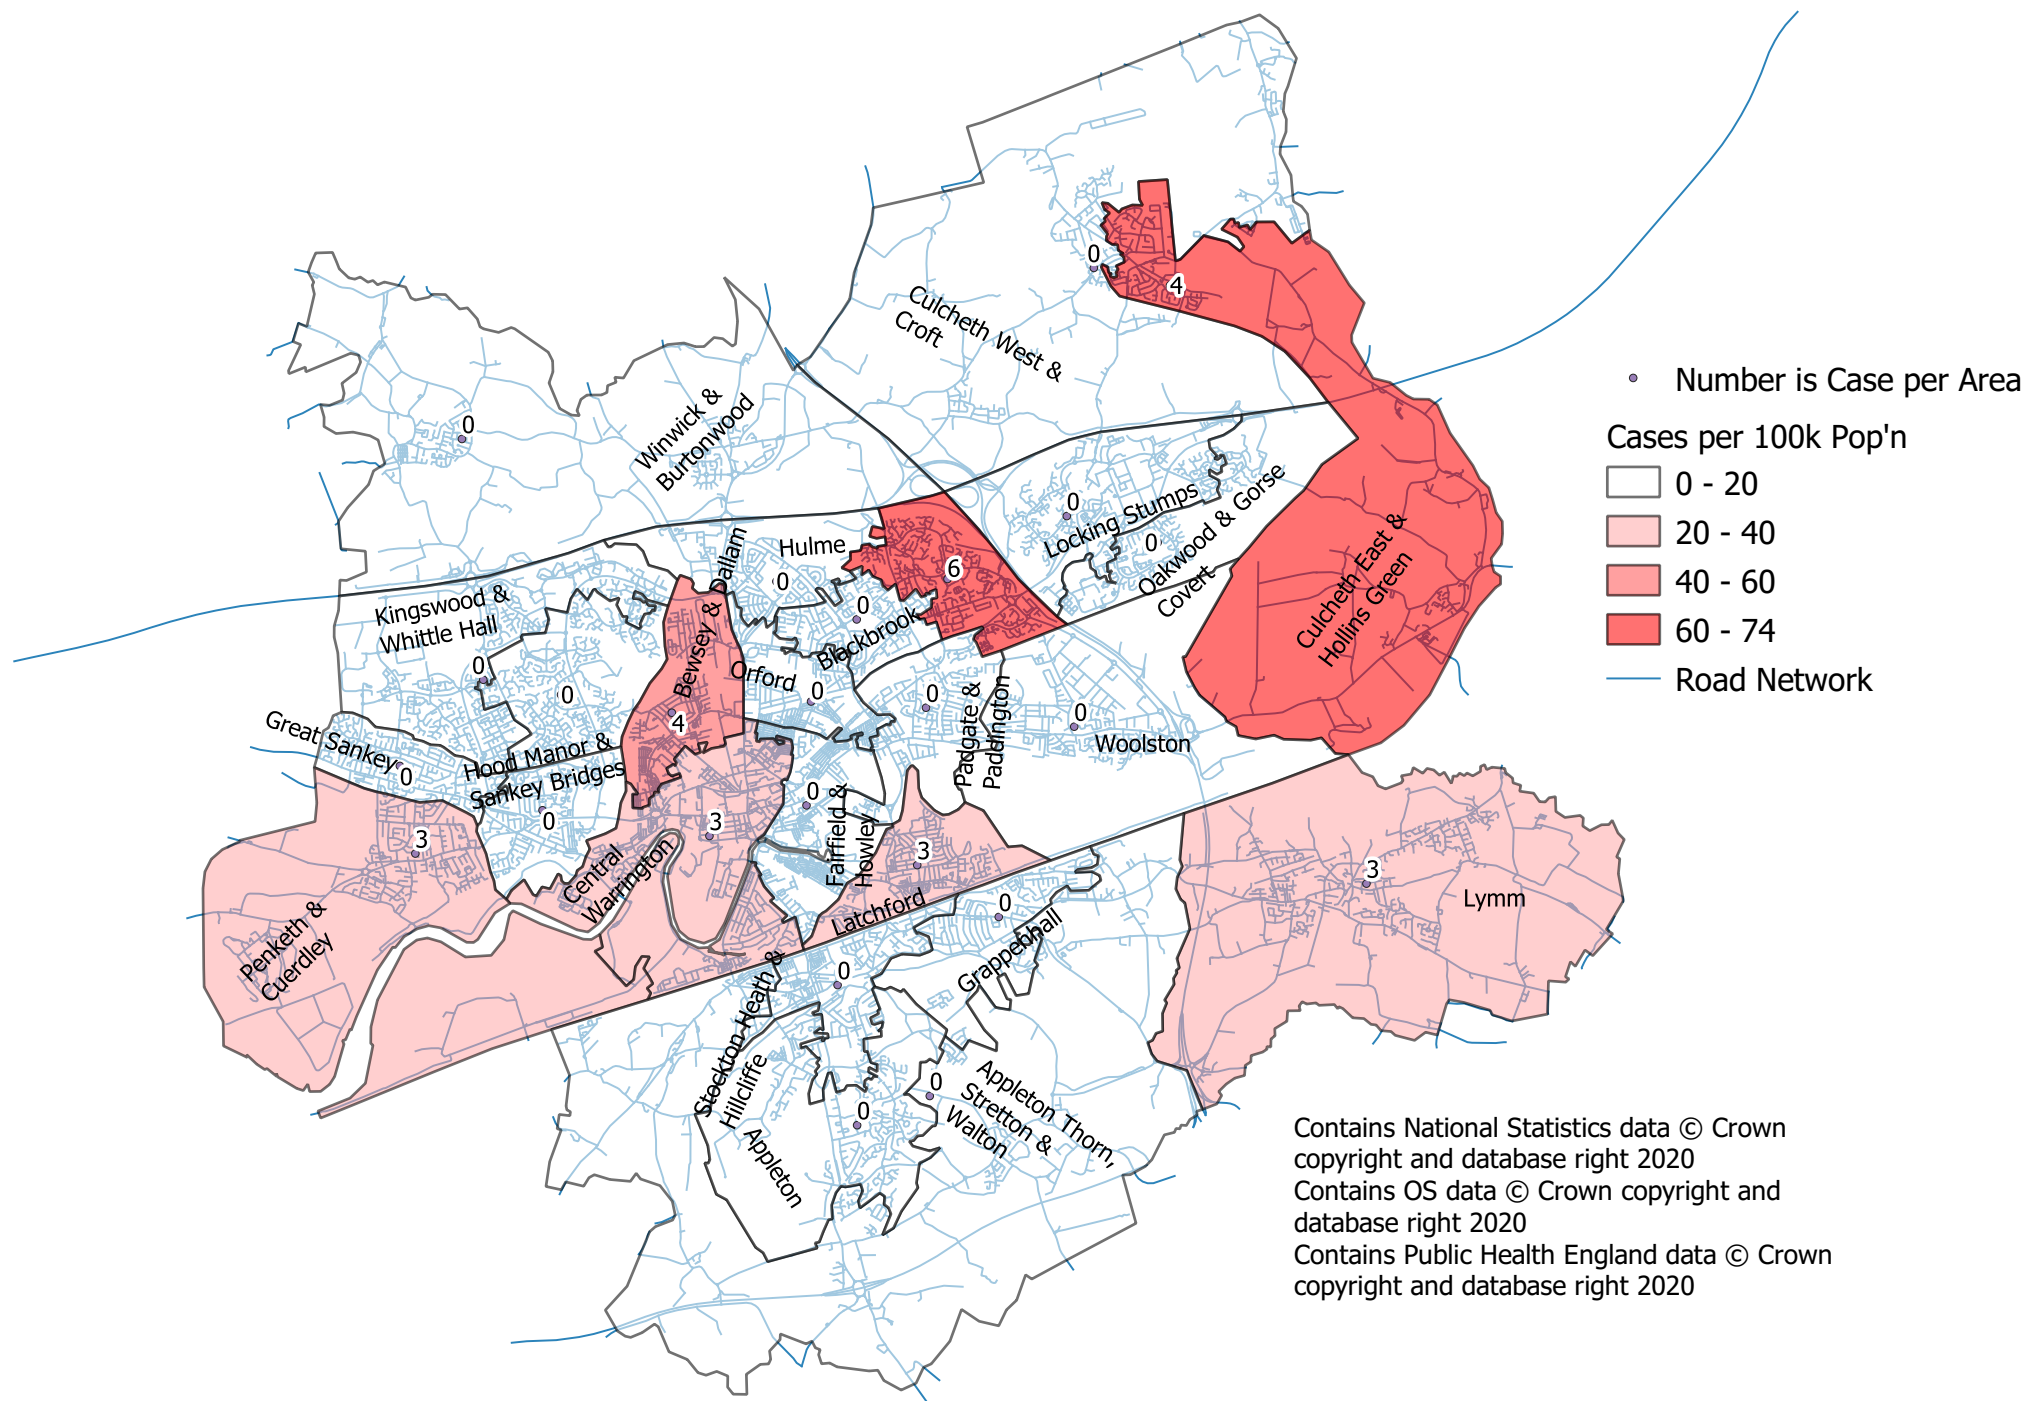 0
4
Culcheth West &
Croft
0
Winwick &
Burtonwood
0
Locking Stumps
0
Oakwood & Gorse
Covert
Culcheth East &
Hollins Green
Hulme
0
6
0
Blackbrook
Kingswood &
Whittle Hall
0
0
Bewsey & Dallam
4
Orford
0
0
Padgate &
Paddington
0
Woolston
Great Sankey
0
Hood Manor &
Sankey Bridges
0
3
Penketh &
Cuerdley
3
Central
Warrington
0
Fairfield &
Howley
3
Latchford
3
Lymm
0
Grappenhall
0
Stockton Heath &
Hillcliffe
0
Appleton
0
Appleton Thorn,
Stretton &
Walton
Number is Case per Area
Cases per 100k Pop'n
0 - 20
20 - 40
40 - 60
60 - 74
Road Network
Contains National Statistics data © Crown
copyright and database right 2020
Contains OS data © Crown copyright and
database right 2020
Contains Public Health England data © Crown
copyright and database right 2020